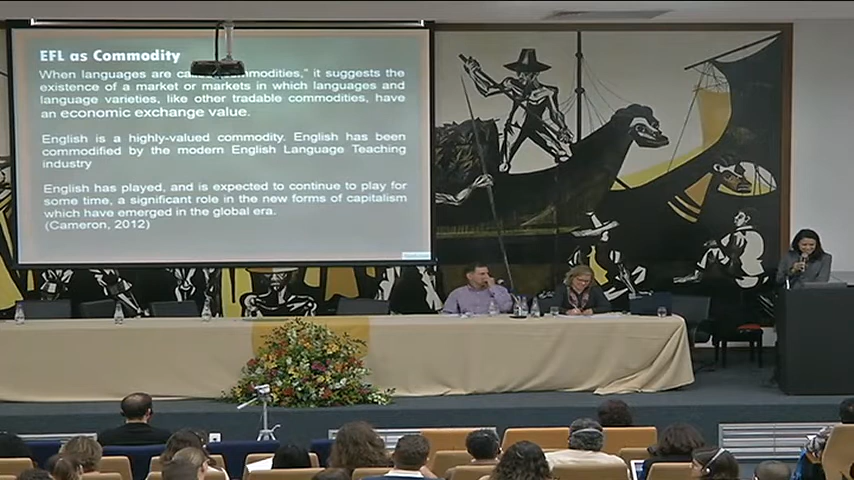 EFL as Commodity
When languages are commodities," it suggests the
existence of a market or markets in which languages and
language varieties, like other tradable commodities, have
an economic exchange value.
English is a highly-valued commodity. English has been
commodified by the modern English Language Teaching
industry
English has played, and is expected to continue to play for
some time, a significant role in the new forms of capitalism
which have emerged in the global era.
(Cameron, 2012)